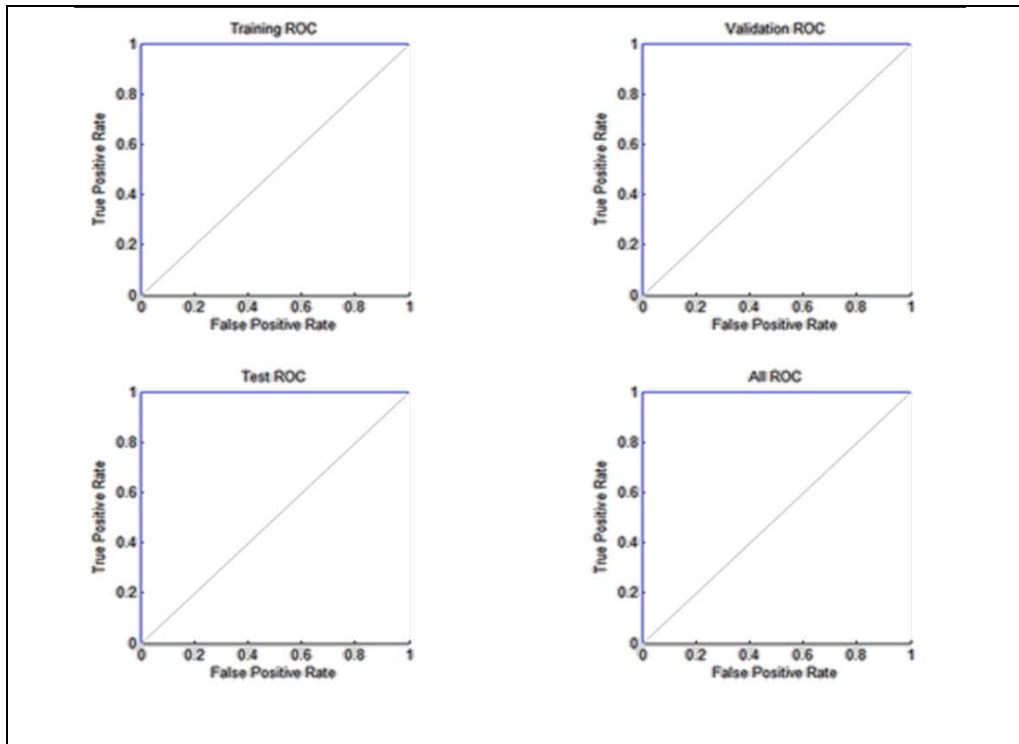 Training ROC
1
0.8
0.6
0.4
0.2
0
True Positive Rate
0 0.2 0.4 0.6 0.8 1
False Positive Rate
Validation ROC
1
0.8
0.6
0.4
0.2
0
True Positive Rate
0 0.2 0.4 0.6 0.8 1
False Positive Rate
Test ROC
1
0.8
0.6
0.4
0.2
0
True Positive Rate
0 0.2 0.4 0.6 0.8 1
False Positive Rate
All ROC
1
0.8
0.6
0.4
0.2
0
True Positive Rate
0 0.2 0.4 0.6 0.8 1
False Positive Rate